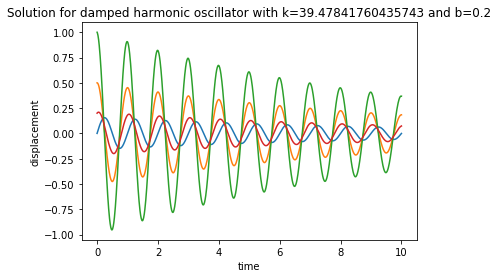 Solution for damped harmonic oscillator with k=39.47841760435743 and b=0.2
1.00
0.75
0.50
0.25
0.00
−0.25
−0.50
−0.75
−1.00
displacement
0 2 4 6 8 10
time